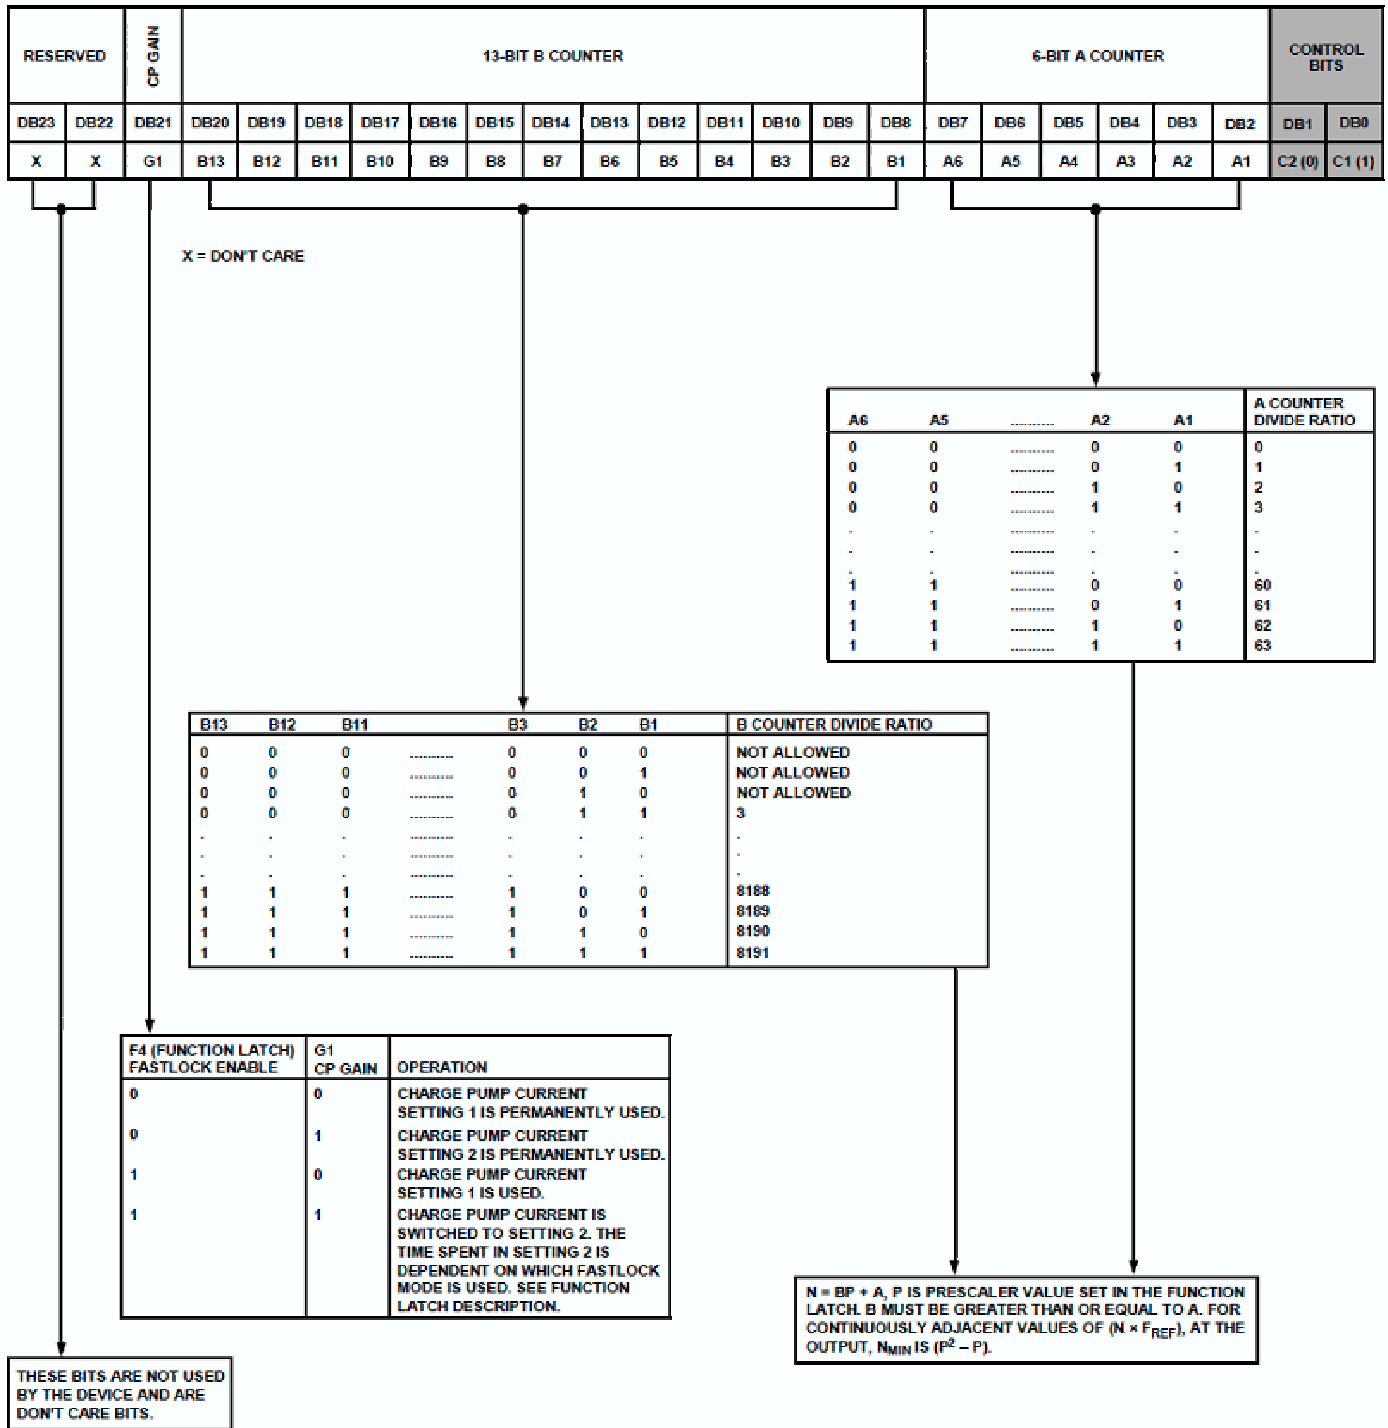 RESERVED
CP GAIN
13-BIT B COUNTER
6-BIT A COUNTER
CONTROL
BITS
DB23 DB22 DB21 DB20 DB19 DB18 DB17 DB16 DB15 DB14 DB13 DB12 DB11 DB10 DB9 DB8 DB7 DB6 DB5 DB4 DB3 DB2 DB1 DB0
X X G1 B13 B12 B11 B10 B9 B8 B7 B6 B5 B4 B3 B2 B1 A6 A5 A4 A3 A2 A1 C2 (0) C1 (1)
X = DON'T CARE
A6 A5 .......... A2 A1 A COUNTER
DIVIDE RATIO
0 0 .......... 0 0 0
0 0 .......... 0 1 1
0 0 .......... 1 0 2
0 0 .......... 1 1 3
. . .......... . . .
. . .......... . . .
. . .......... . . .
1 1 .......... 0 0 60
1 1 .......... 0 1 61
1 1 .......... 1 0 62
1 1 .......... 1 1 63
B13 B12 B11 B3 B2 B1 B COUNTER DIVIDE RATIO
0 0 0 .......... 0 0 0 NOT ALLOWED
0 0 0 .......... 0 0 1 NOT ALLOWED
0 0 0 .......... 0 1 0 NOT ALLOWED
0 0 0 .......... 0 1 1 3
. . . .......... . . . .
. . . .......... . . . .
. . . .......... . . . .
1 1 1 .......... 1 0 0 8188
1 1 1 .......... 1 0 1 8189
1 1 1 .......... 1 1 0 8190
1 1 1 .......... 1 1 1 8191
F4 (FUNCTION LATCH)
FASTLOCK ENABLE
G1
CP GAIN
OPERATION
0 0 CHARGE PUMP CURRENT
SETTING 1 IS PERMANENTLY USED.
0 1 CHARGE PUMP CURRENT
SETTING 2 IS PERMANENTLY USED.
1 0 CHARGE PUMP CURRENT
SETTING 1 IS USED.
1 1 CHARGE PUMP CURRENT IS
SWITCHED TO SETTING 2. THE
TIME SPENT IN SETTING 2 IS
DEPENDENT ON WHICH FASTLOCK
MODE IS USED. SEE FUNCTION
LATCH DESCRIPTION.
N = BP + A, P IS PRESCALER VALUE SET IN THE FUNCTION
LATCH. B MUST BE GREATER THAN OR EQUAL TO A. FOR
CONTINUOUSLY ADJACENT VALUES OF (N × FREF), AT THE
OUTPUT, NMIN IS (P² – P).
THESE BITS ARE NOT USED
BY THE DEVICE AND ARE
DON'T CARE BITS.